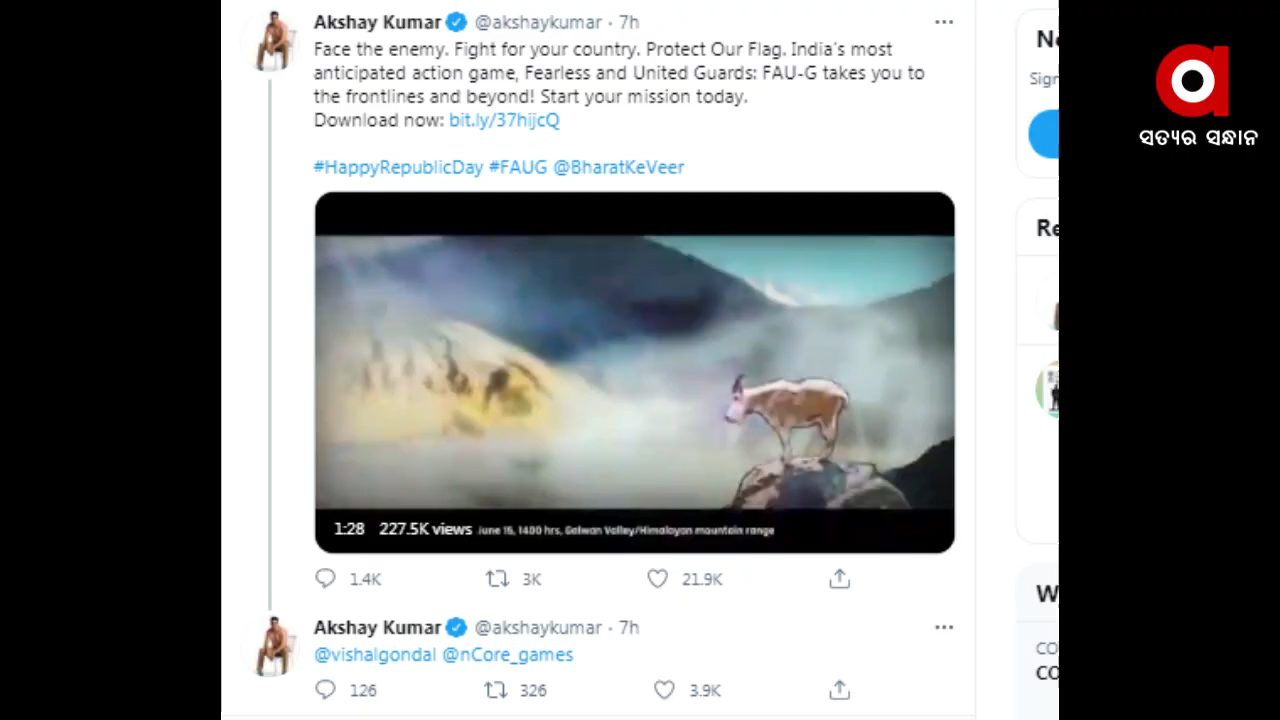 Akshay Kumar @akshaykumar · 7h
Face the enemy. Fight for your country. Protect Our Flag. India's most
anticipated action game, Fearless and United Guards: FAU-G takes you to
the frontlines and beyond! Start your mission today.
Download now: bit.ly/37hijcQ
#HappyRepublicDay #FAUG @BharatKeVeer
1:28 227.5K views June 15, 1400 hrs, Galwan Valley/Himalayan mountain range
1.4K 3K 21.9K
Akshay Kumar @akshaykumar · 7h
@vishalgondal @nCore_games
126 326 3.9K
Sign
ସତ୍ୟର ସନ୍ଧାନ